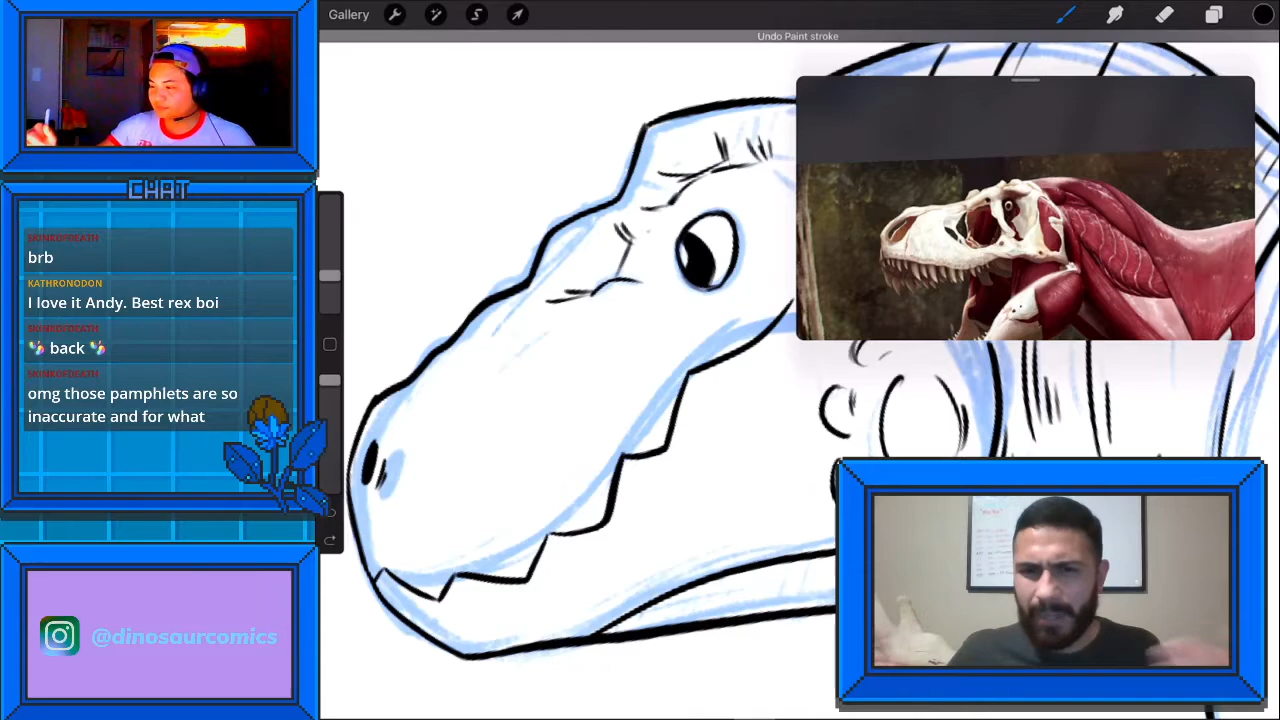 Gallery
Undo Paint stroke
CHAT
brb
KATHRONODON
I love it Andy. Best rex boi
back
SKINKOFDEATH
omg those pamphlets are so
inaccurate and for what
@dinosaurcomics